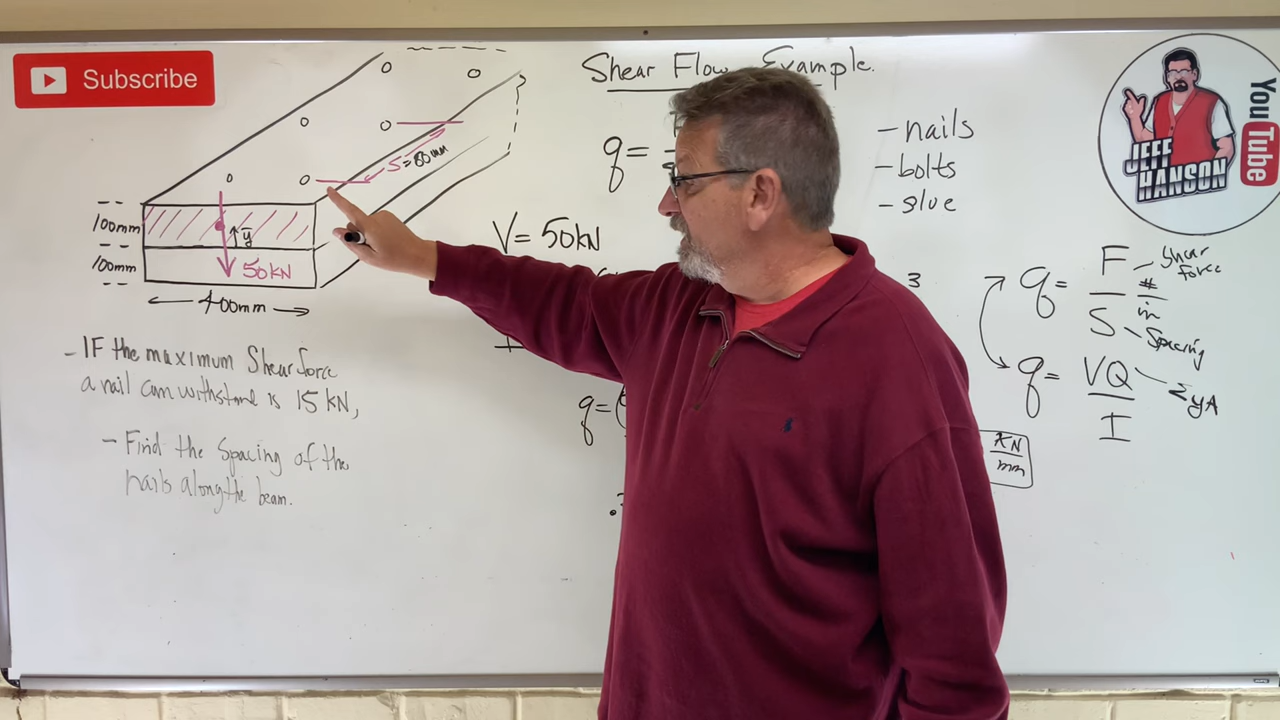 Subscribe
Shear Flow Example.
q=
- nails
- bolts
- glue
S=80mm
100mm
ȳ
50KN
100mm
400mm
V= 50KN
3
q= F/S
Shear force
#/in
Spacing
q= VQ/I
ΣyA
q=(
KN/mm
- IF the maximum Shear force
a nail can withstand is 15 KN,
- Find the Spacing of the
nails along the beam.
JEFF
HANSON
YouTube